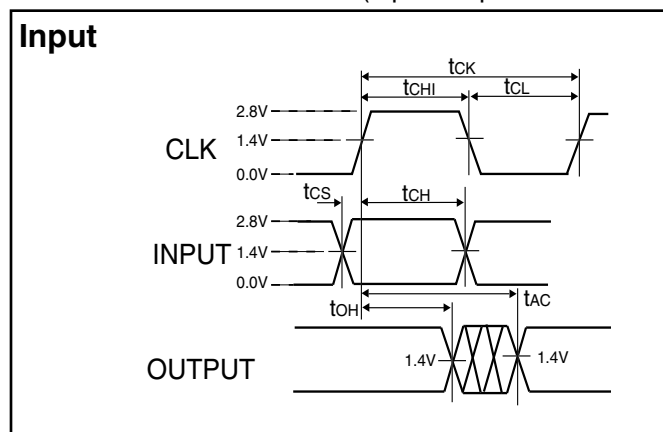 Input
tCK
tCHI
tCL
2.8V
CLK
1.4V
0.0V
tCS
tCH
2.8V
INPUT
1.4V
0.0V
tAC
tOH
OUTPUT
1.4V
1.4V